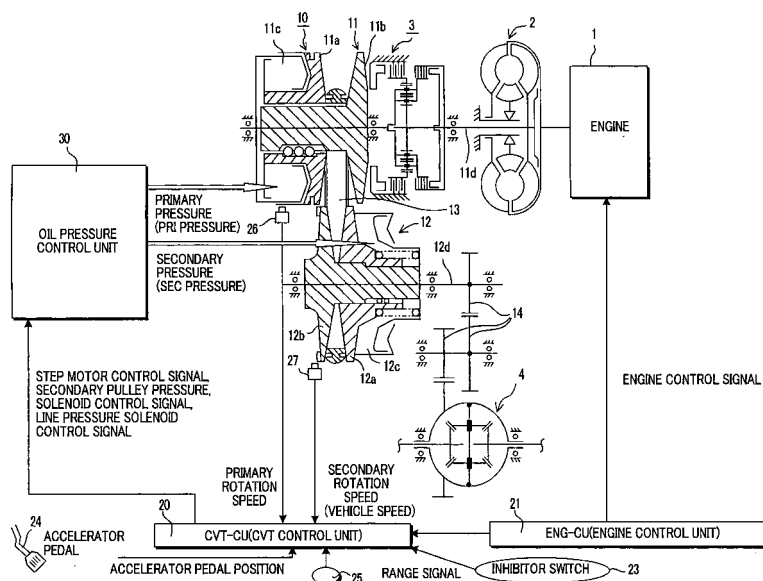 10
11
11c
11a
11b
3
2
1
ENGINE
30
OIL PRESSURE
CONTROL UNIT
PRIMARY
PRESSURE
(PRI PRESSURE)
26
SECONDARY
PRESSURE
(SEC PRESSURE)
11d
13
12
12d
12b
12a
12c
14
27
4
STEP MOTOR CONTROL SIGNAL,
SECONDARY PULLEY PRESSURE,
SOLENOID CONTROL SIGNAL,
LINE PRESSURE SOLENOID
CONTROL SIGNAL
PRIMARY
ROTATION
SPEED
SECONDARY
ROTATION
SPEED
(VEHICLE SPEED)
ENGINE CONTROL SIGNAL
24
ACCELERATOR
PEDAL
20
CVT-CU(CVT CONTROL UNIT)
21
ENG-CU(ENGINE CONTROL UNIT)
ACCELERATOR PEDAL POSITION
25
RANGE SIGNAL
INHIBITOR SWITCH
23